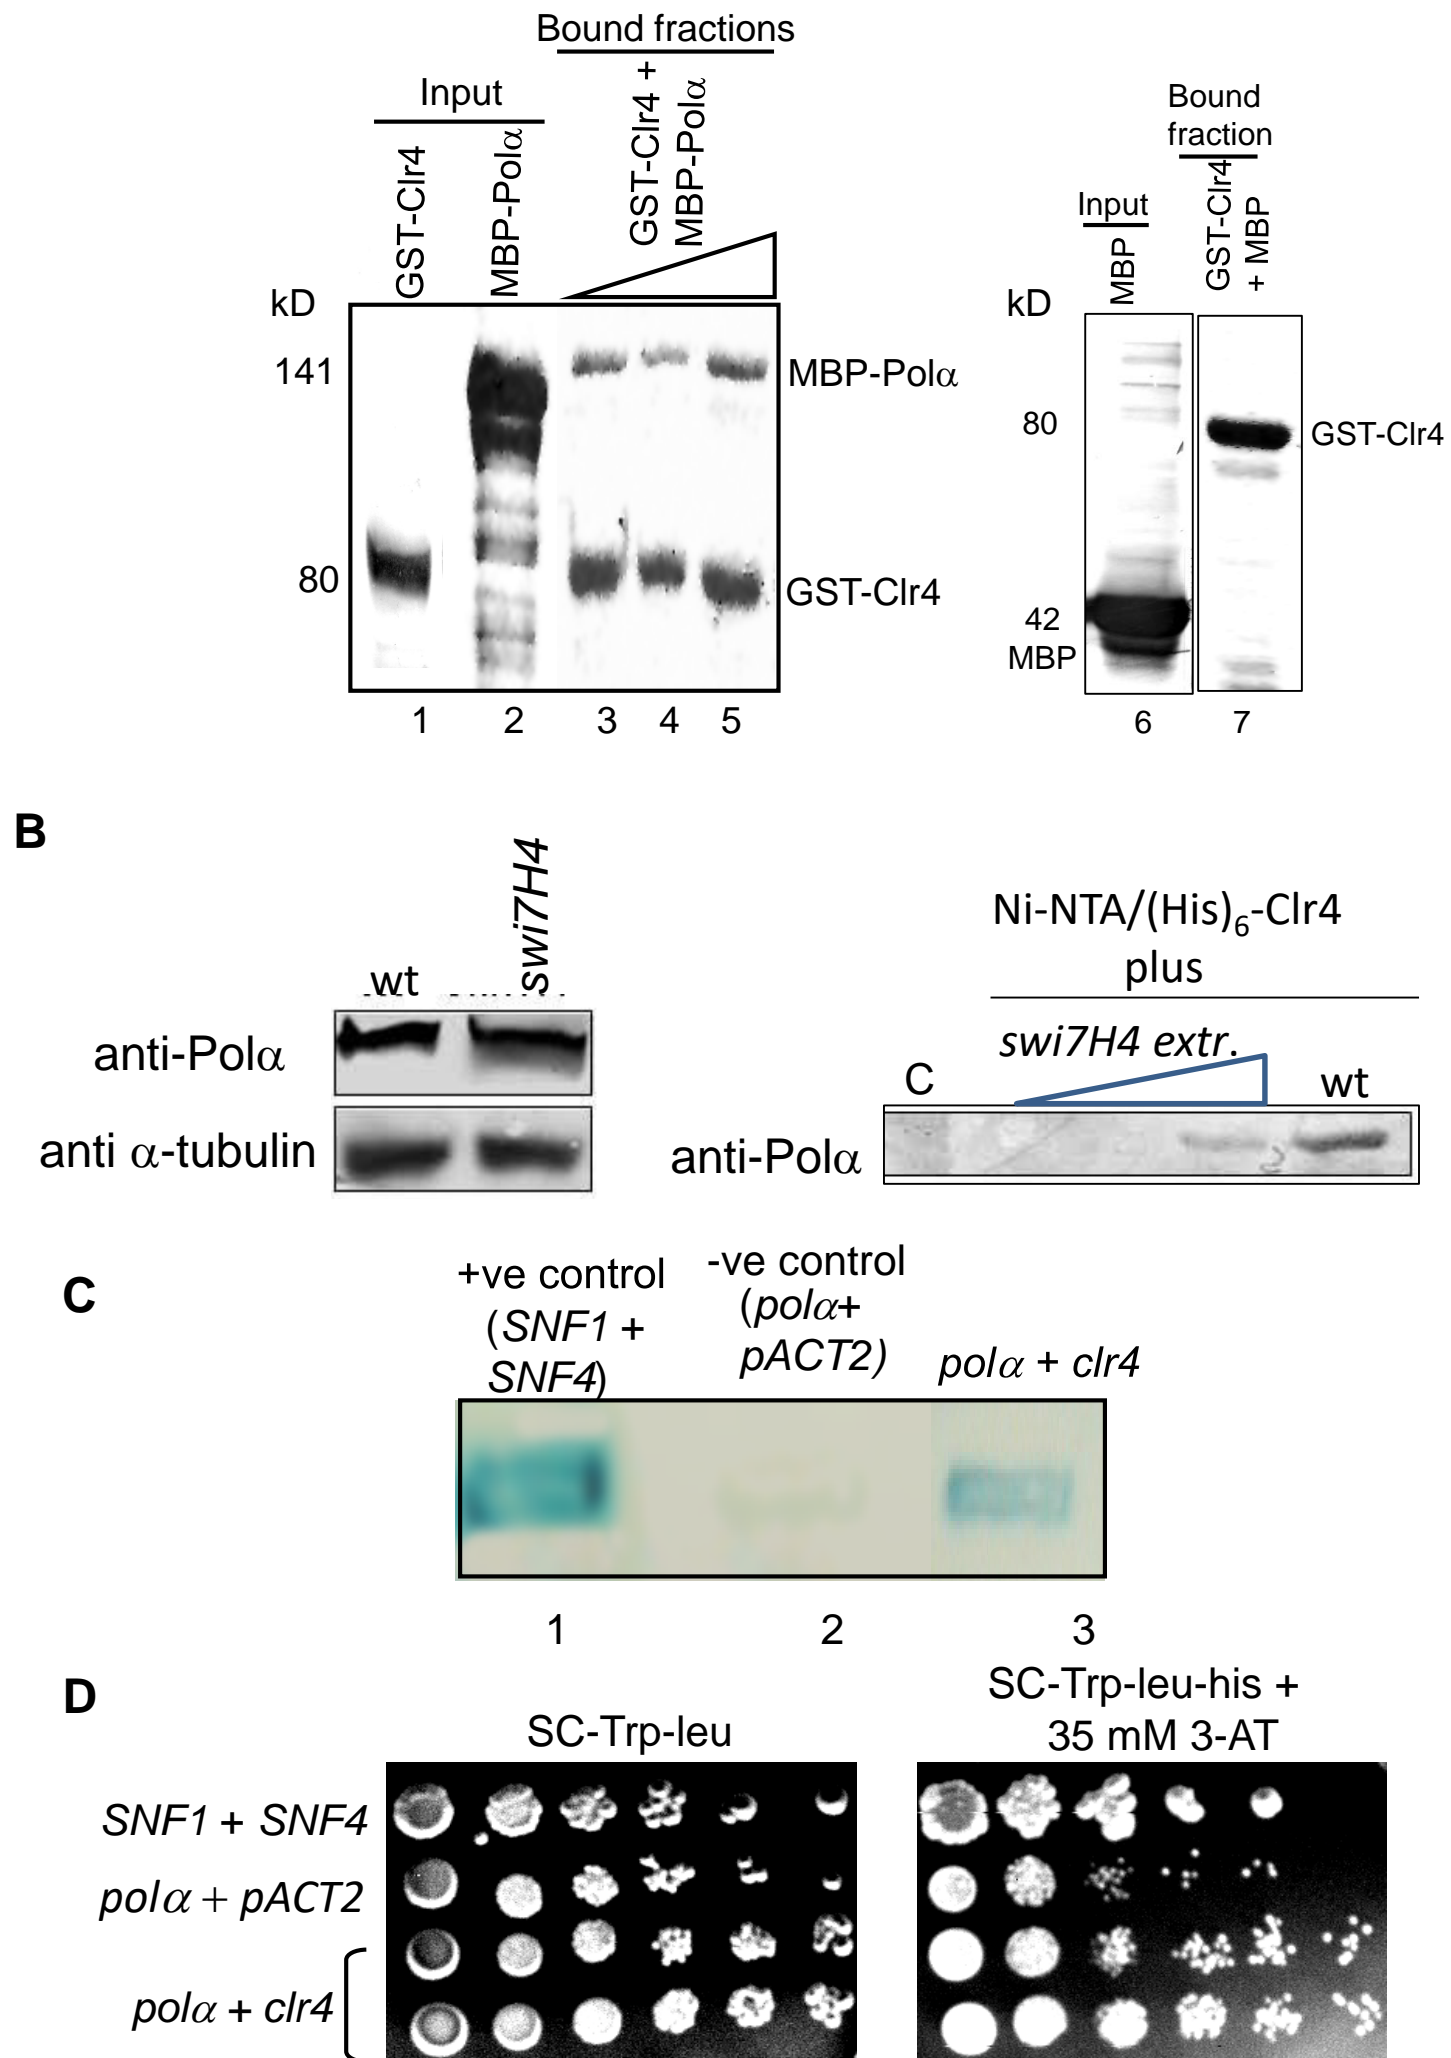 Bound fractions
Input
GST-Clr4
MBP-Polα
GST-Clr4 +
MBP-Polα
kD
141
80
MBP-Polα
GST-Clr4
1 2 3 4 5
Bound
fraction
Input
MBP
GST-Clr4
+ MBP
kD
80
42
MBP
GST-Clr4
6 7
B
wt
swi7H4
anti-Polα
anti α-tubulin
Ni-NTA/(His)6-Clr4
plus
swi7H4 extr.
C
wt
anti-Polα
C
+ve control
(SNF1 +
SNF4)
-ve control
(polα+
pACT2)
polα + clr4
1 2 3
D
SC-Trp-leu
SC-Trp-leu-his +
35 mM 3-AT
SNF1 + SNF4
polα + pACT2
polα + clr4